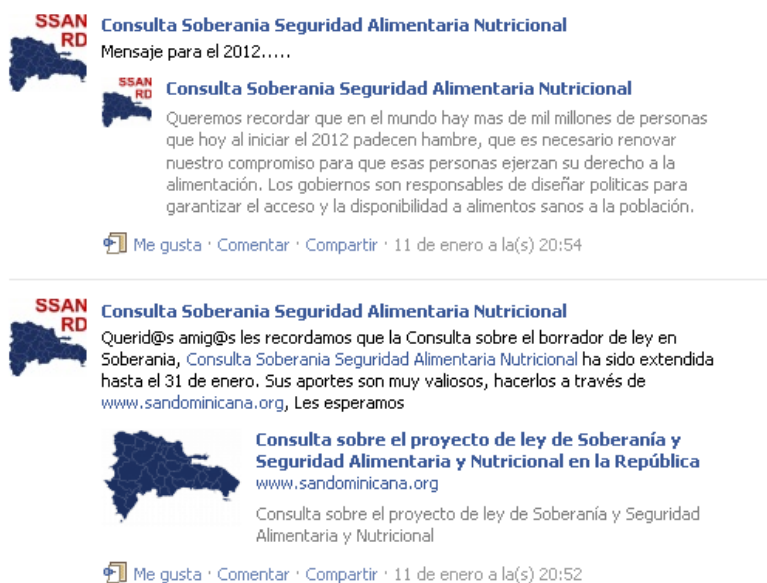 SSAN
RD
Consulta Soberania Seguridad Alimentaria Nutricional
Mensaje para el 2012.....
SSAN
RD
Consulta Soberania Seguridad Alimentaria Nutricional
Queremos recordar que en el mundo hay mas de mil millones de personas
que hoy al iniciar el 2012 padecen hambre, que es necesario renovar
nuestro compromiso para que esas personas ejerzan su derecho a la
alimentación. Los gobiernos son responsables de diseñar politicas para
garantizar el acceso y la disponibilidad a alimentos sanos a la población.
Me gusta · Comentar · Compartir · 11 de enero a la(s) 20:54
SSAN
RD
Consulta Soberania Seguridad Alimentaria Nutricional
Querid@s amig@s les recordamos que la Consulta sobre el borrador de ley en
Soberania, Consulta Soberania Seguridad Alimentaria Nutricional ha sido extendida
hasta el 31 de enero. Sus aportes son muy valiosos, hacerlos a través de
www.sandominicana.org, Les esperamos
Consulta sobre el proyecto de ley de Soberanía y
Seguridad Alimentaria y Nutricional en la República
www.sandominicana.org
Consulta sobre el proyecto de ley de Soberanía y Seguridad
Alimentaria y Nutricional
Me gusta · Comentar · Compartir · 11 de enero a la(s) 20:52